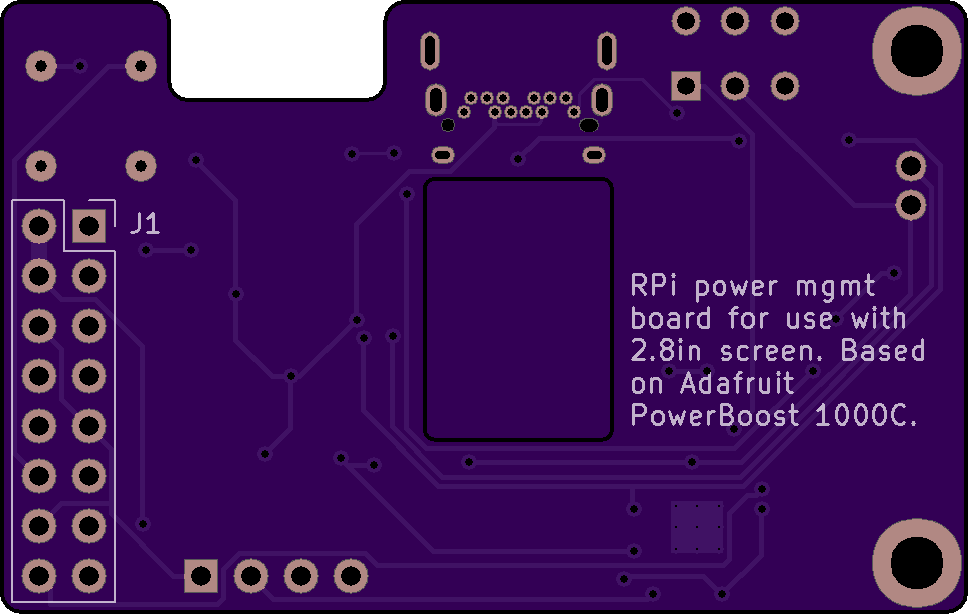 J1
RPi power mgmt
board for use with
2.8in screen. Based
on Adafruit
PowerBoost 1000C.